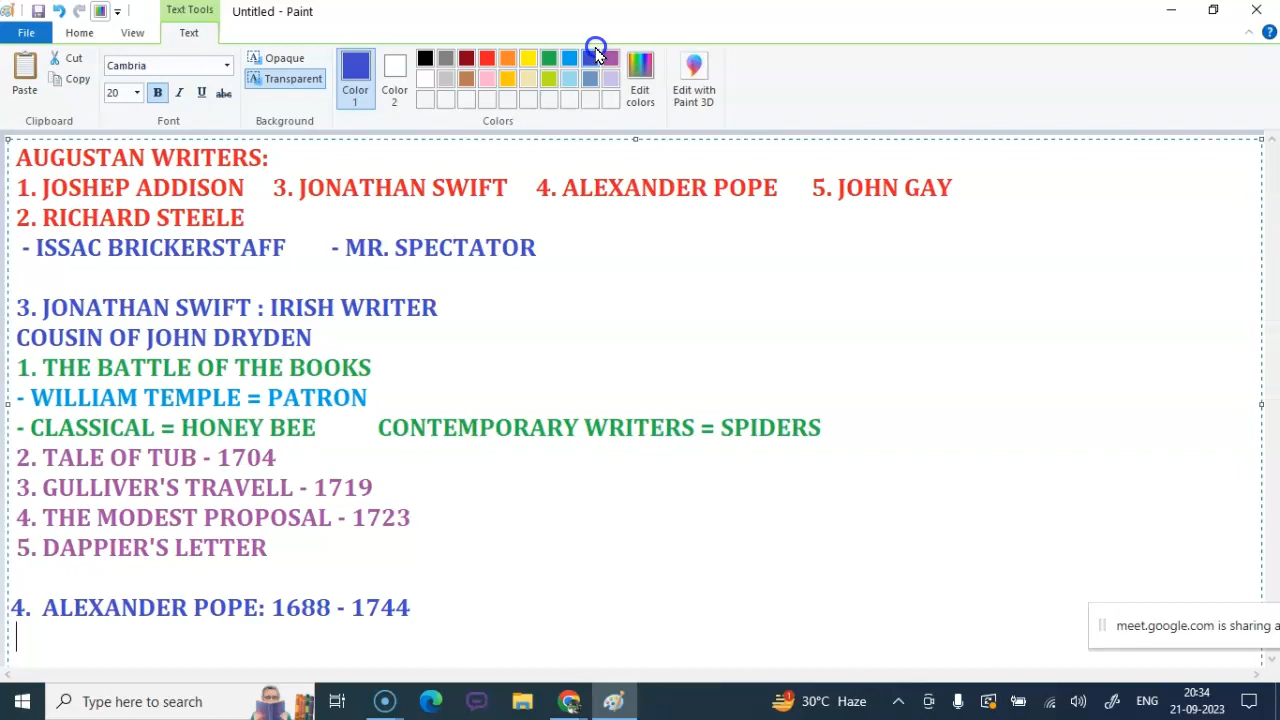 Text Tools
Untitled - Paint
File Home View Text
Paste Cut Copy
Cambria
20 B I U abc
Opaque
Transparent
Color 1
Color 2
Edit colors
Edit with Paint 3D
Clipboard Font Background Colors
AUGUSTAN WRITERS:
1. JOSHEP ADDISON 3. JONATHAN SWIFT 4. ALEXANDER POPE 5. JOHN GAY
2. RICHARD STEELE
- ISSAC BRICKERSTAFF - MR. SPECTATOR
3. JONATHAN SWIFT : IRISH WRITER
COUSIN OF JOHN DRYDEN
1. THE BATTLE OF THE BOOKS
- WILLIAM TEMPLE = PATRON
- CLASSICAL = HONEY BEE CONTEMPORARY WRITERS = SPIDERS
2. TALE OF TUB - 1704
3. GULLIVER'S TRAVELL - 1719
4. THE MODEST PROPOSAL - 1723
5. DAPPIER'S LETTER
4. ALEXANDER POPE: 1688 - 1744
meet.google.com is sharing a
Type here to search
1
30°C Haze
ENG
20:34
21-09-2023